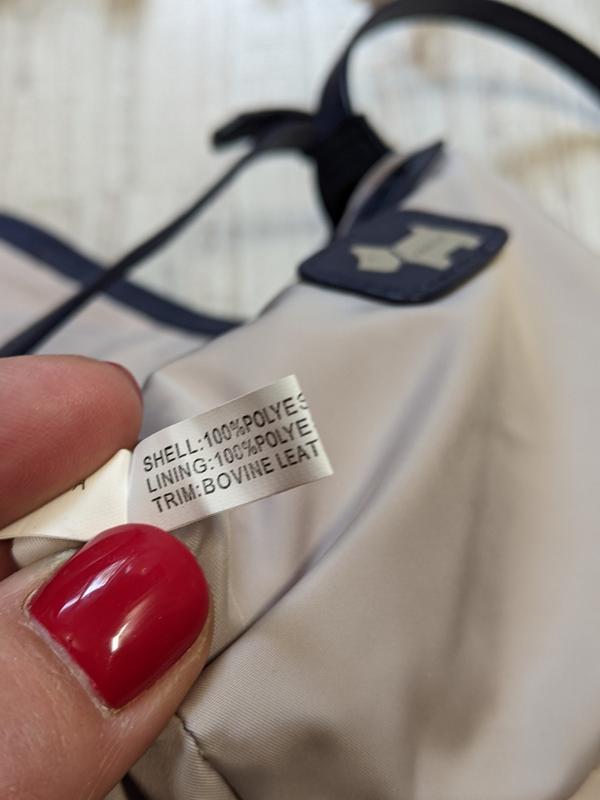 SHELL:100%POLYES
LINING:100%POLYE
TRIM:BOVINE LEAT